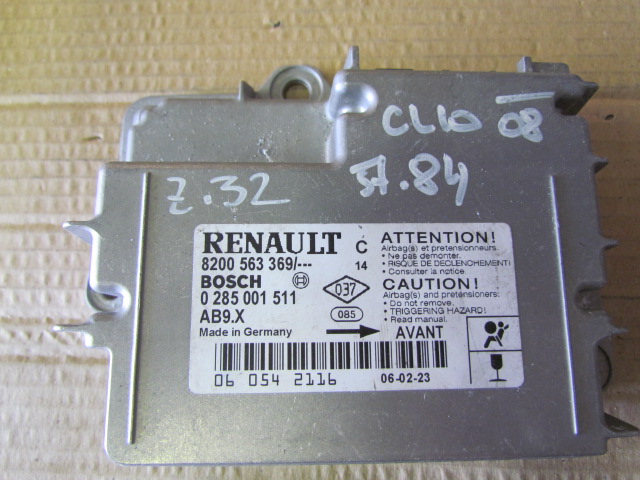 CLIO 08
Z.32
ST.84
RENAULT C
8200 563 369/--- 14
BOSCH
0 285 001 511
AB9.X
Made in Germany
037
085
AVANT
ATTENTION!
Airbag(s) et pretensionneurs:
• Ne pas demonter.
• RISQUE DE DECLENCHEMENT!
• Consulter la notice.
CAUTION!
Airbag(s) and pretensioners:
• Do not remove.
• TRIGGERING HAZARD!
• Read manual.
06 054 2116
06-02-23